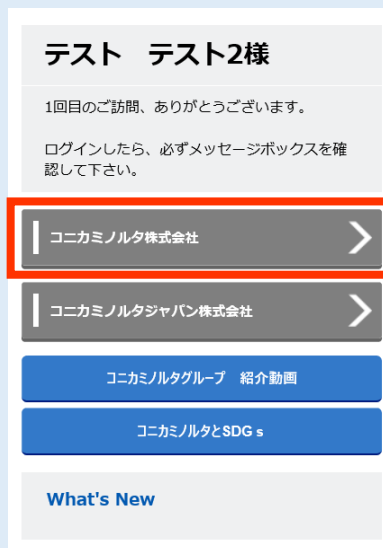 テスト　テスト2様
1回目のご訪問、ありがとうございます。
ログインしたら、必ずメッセージボックスを確
認して下さい。
コニカミノルタ株式会社
コニカミノルタジャパン株式会社
コニカミノルタグループ　紹介動画
コニカミノルタとSDGｓ
What's New